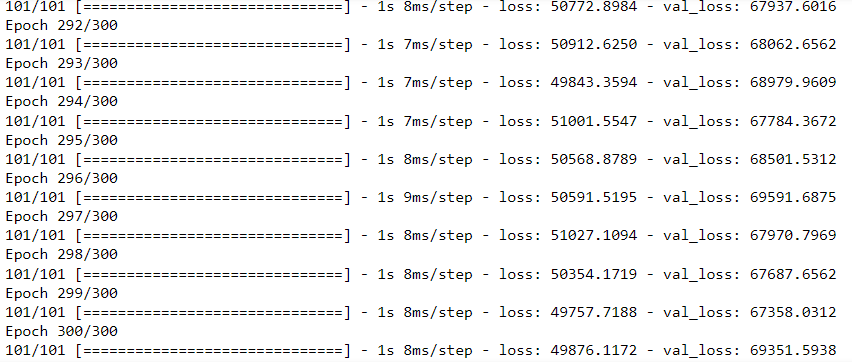 101/101 [==============================] - 1s 8ms/step - loss: 50772.8984 - val_loss: 67937.6016
Epoch 292/300
101/101 [==============================] - 1s 7ms/step - loss: 50912.6250 - val_loss: 68062.6562
Epoch 293/300
101/101 [==============================] - 1s 7ms/step - loss: 49843.3594 - val_loss: 68979.9609
Epoch 294/300
101/101 [==============================] - 1s 7ms/step - loss: 51001.5547 - val_loss: 67784.3672
Epoch 295/300
101/101 [==============================] - 1s 8ms/step - loss: 50568.8789 - val_loss: 68501.5312
Epoch 296/300
101/101 [==============================] - 1s 9ms/step - loss: 50591.5195 - val_loss: 69591.6875
Epoch 297/300
101/101 [==============================] - 1s 8ms/step - loss: 51027.1094 - val_loss: 67970.7969
Epoch 298/300
101/101 [==============================] - 1s 8ms/step - loss: 50354.1719 - val_loss: 67687.6562
Epoch 299/300
101/101 [==============================] - 1s 8ms/step - loss: 49757.7188 - val_loss: 67358.0312
Epoch 300/300
101/101 [==============================] - 1s 8ms/step - loss: 49876.1172 - val_loss: 69351.5938